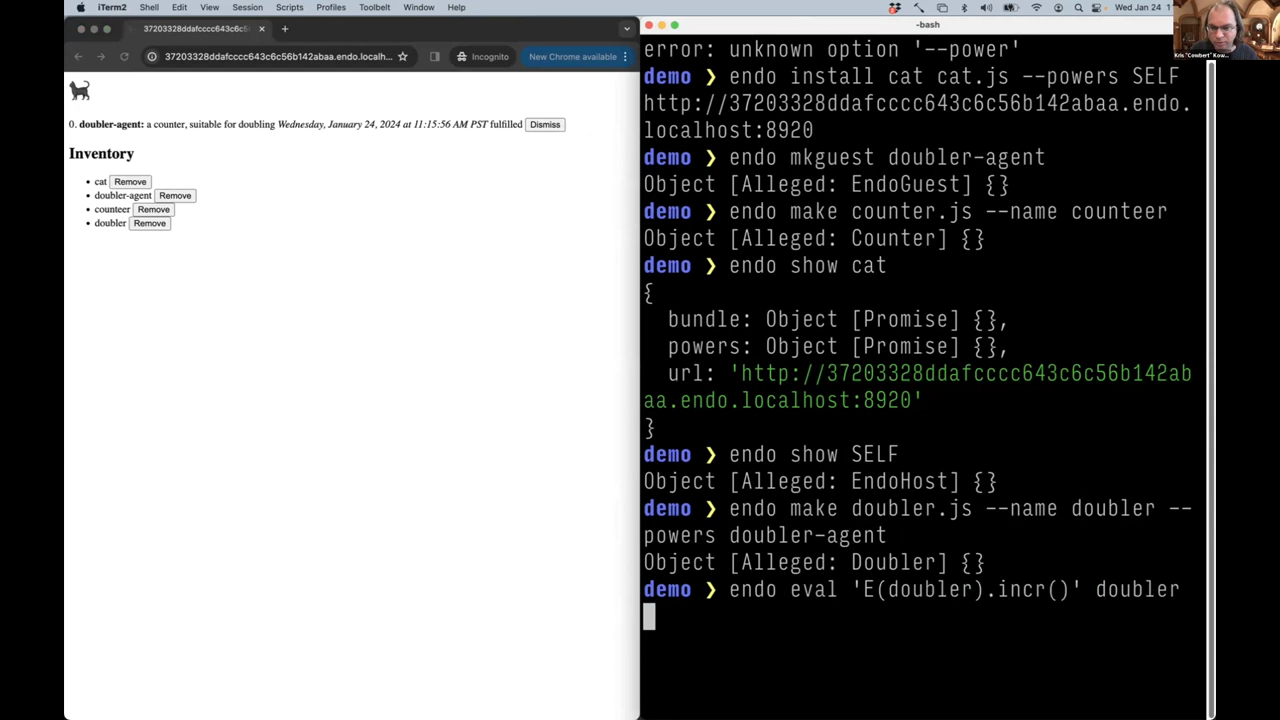 iTerm2 Shell Edit View Session Scripts Profiles Toolbelt Window Help
Wed Jan 24
37203328ddafcccc643c6c5
37203328ddafcccc643c6c56b142abaa.endo.localh...
Incognito
New Chrome available
0. doubler-agent: a counter, suitable for doubling Wednesday, January 24, 2024 at 11:15:56 AM PST fulfilled Dismiss
Inventory
cat Remove
doubler-agent Remove
counteer Remove
doubler Remove
-bash
error: unknown option '--power'
demo ❯ endo install cat cat.js --powers SELF
http://37203328ddafcccc643c6c56b142abaa.endo.
localhost:8920
demo ❯ endo mkguest doubler-agent
Object [Alleged: EndoGuest] {}
demo ❯ endo make counter.js --name counteer
Object [Alleged: Counter] {}
demo ❯ endo show cat
{
bundle: Object [Promise] {},
powers: Object [Promise] {},
url: 'http://37203328ddafcccc643c6c56b142ab
aa.endo.localhost:8920'
}
demo ❯ endo show SELF
Object [Alleged: EndoHost] {}
demo ❯ endo make doubler.js --name doubler --
powers doubler-agent
Object [Alleged: Doubler] {}
demo ❯ endo eval 'E(doubler).incr()' doubler
Kris "Cowbert" Kow...